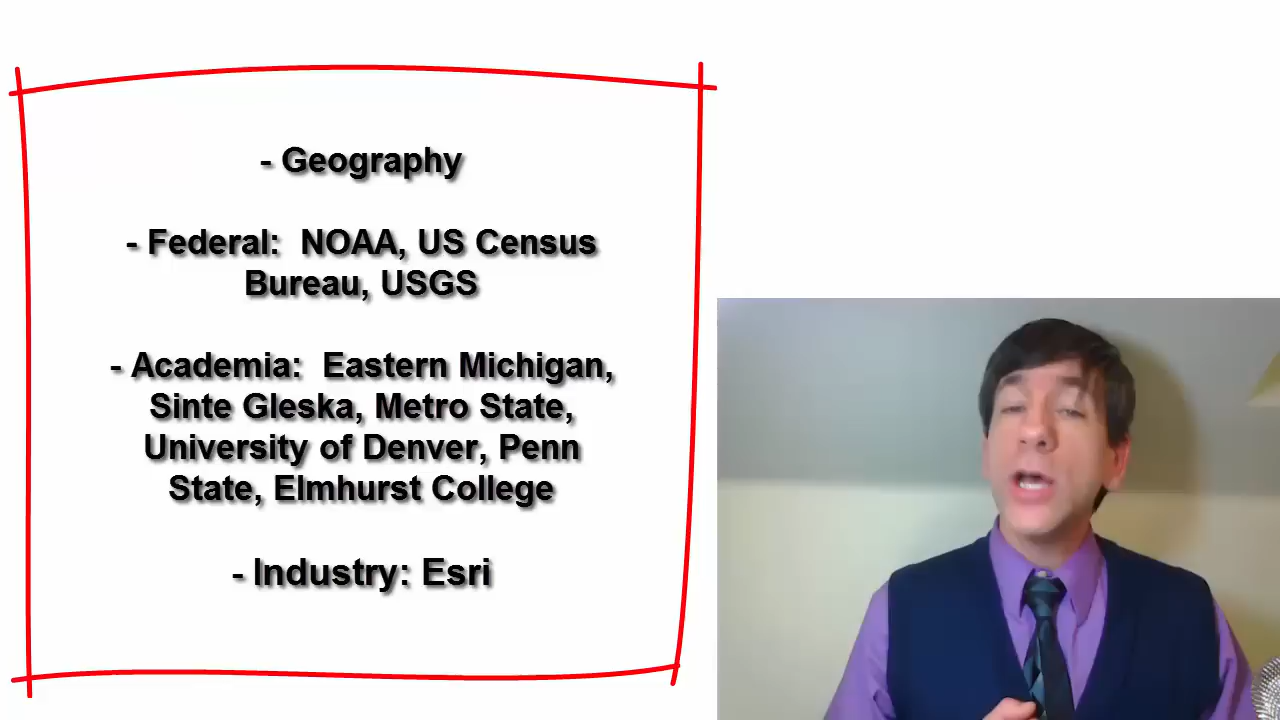 - Geography
- Federal:  NOAA, US Census
Bureau, USGS
- Academia:  Eastern Michigan,
Sinte Gleska, Metro State,
University of Denver, Penn
State, Elmhurst College
- Industry: Esri